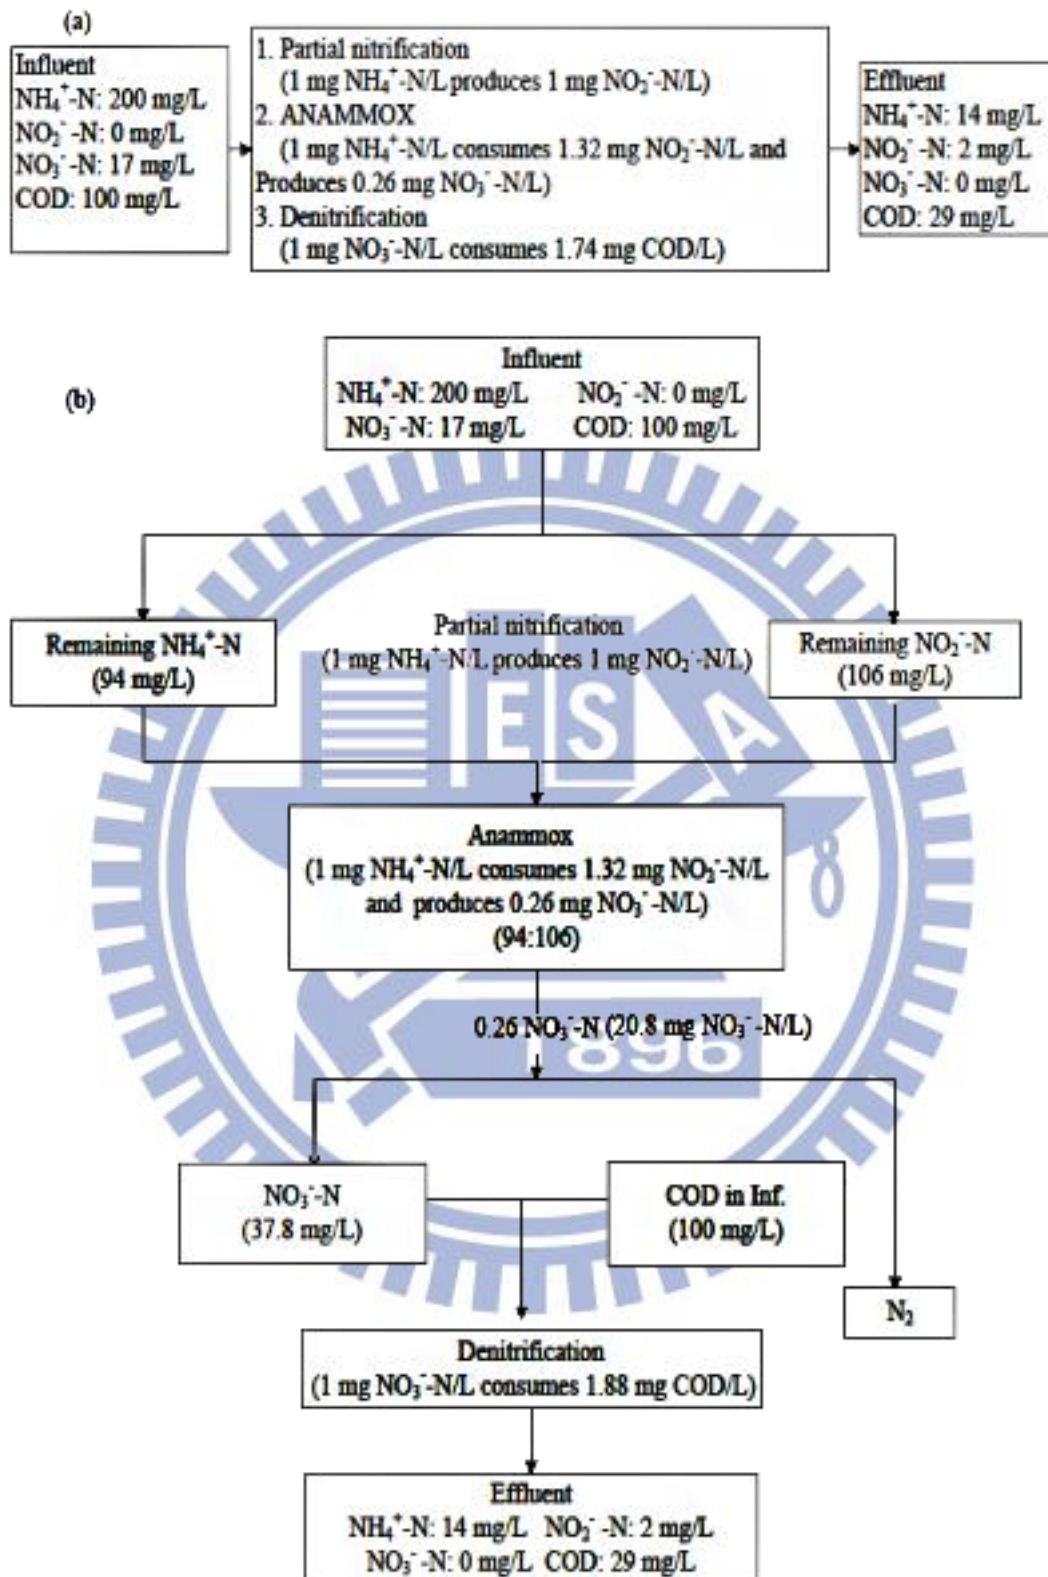 (a)
Influent
NH₄⁺-N: 200 mg/L
NO₂⁻ -N: 0 mg/L
NO₃⁻ -N: 17 mg/L
COD: 100 mg/L
1. Partial nitrification
(1 mg NH₄⁺-N/L produces 1 mg NO₂⁻-N/L)
2. ANAMMOX
(1 mg NH₄⁺-N/L consumes 1.32 mg NO₂⁻-N/L and
Produces 0.26 mg NO₃⁻ -N/L)
3. Denitrification
(1 mg NO₃⁻-N/L consumes 1.74 mg COD/L)
Effluent
NH₄⁺-N: 14 mg/L
NO₂⁻ -N: 2 mg/L
NO₃⁻ -N: 0 mg/L
COD: 29 mg/L
(b)
Influent
NH₄⁺-N: 200 mg/L NO₂⁻ -N: 0 mg/L
NO₃⁻ -N: 17 mg/L COD: 100 mg/L
Remaining NH₄⁺-N
(94 mg/L)
Partial nitrification
(1 mg NH₄⁺-N/L produces 1 mg NO₂⁻-N/L)
Remaining NO₂⁻-N
(106 mg/L)
E S A
Anammox
(1 mg NH₄⁺-N/L consumes 1.32 mg NO₂⁻-N/L
and produces 0.26 mg NO₃⁻ -N/L)
(94:106)
0.26 NO₃⁻-N (20.8 mg NO₃⁻ -N/L)
1896
NO₃⁻-N
(37.8 mg/L)
COD in Inf.
(100 mg/L)
N₂
Denitrification
(1 mg NO₃⁻-N/L consumes 1.88 mg COD/L)
Effluent
NH₄⁺-N: 14 mg/L NO₂⁻ -N: 2 mg/L
NO₃⁻ -N: 0 mg/L COD: 29 mg/L